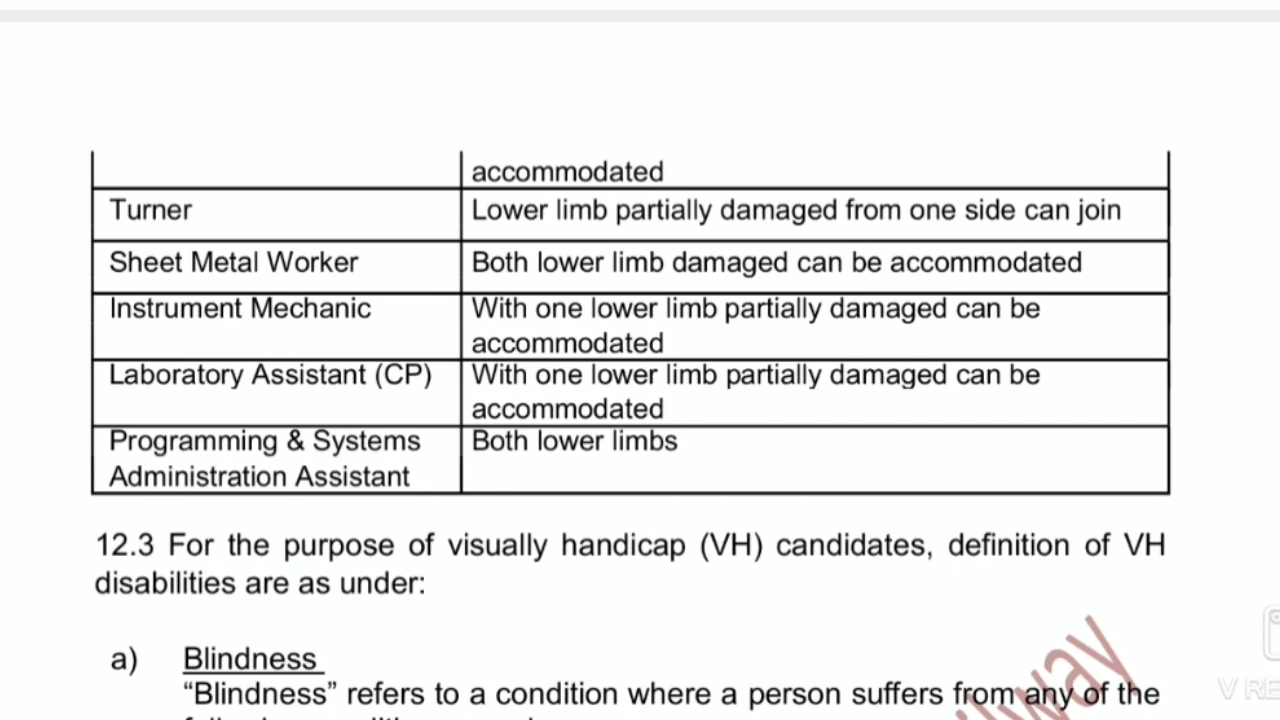 accommodated
Turner
Lower limb partially damaged from one side can join
Sheet Metal Worker
Both lower limb damaged can be accommodated
Instrument Mechanic
With one lower limb partially damaged can be
accommodated
Laboratory Assistant (CP)
With one lower limb partially damaged can be
accommodated
Programming & Systems
Administration Assistant
Both lower limbs
12.3 For the purpose of visually handicap (VH) candidates, definition of VH
disabilities are as under:
a) Blindness
“Blindness” refers to a condition where a person suffers from any of the
V RE